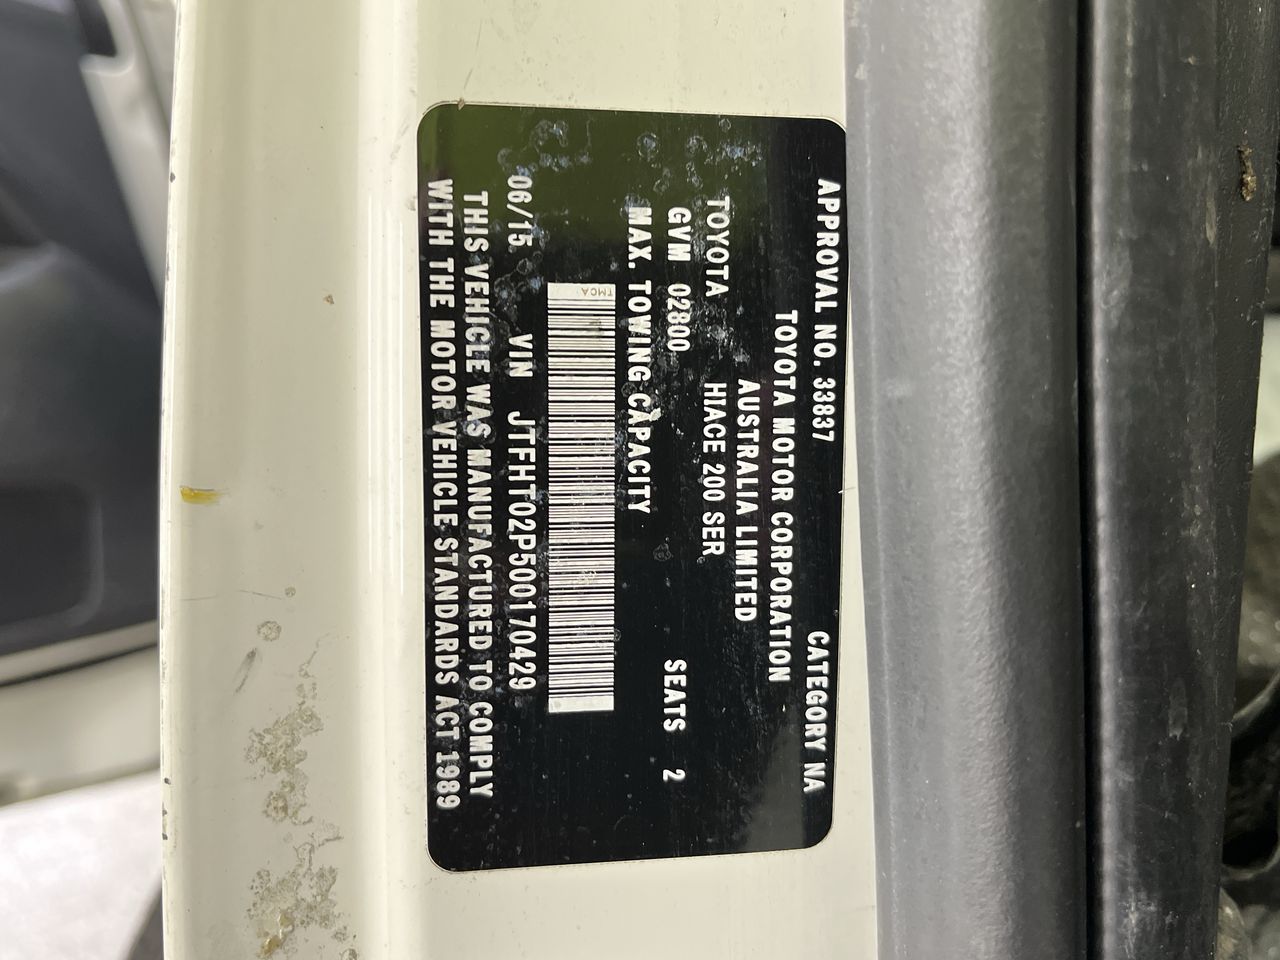 APPROVAL NO. 33837 CATEGORY NA
TOYOTA MOTOR CORPORATION
AUSTRALIA LIMITED
TOYOTA HIACE 200 SER
GVM 02800 SEATS 2
MAX. TOWING CAPACITY
TMCA
06/15 VIN JTFHT02P500170429
THIS VEHICLE WAS MANUFACTURED TO COMPLY
WITH THE MOTOR VEHICLE STANDARDS ACT 1989